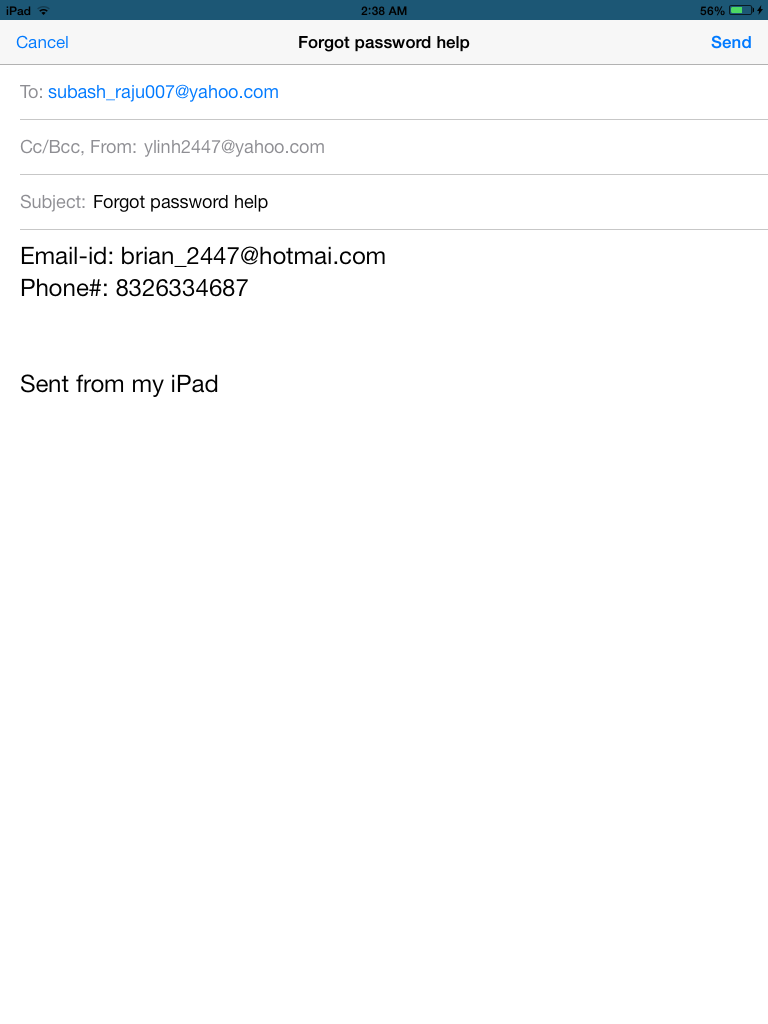 iPad 2:38 AM 56%
Cancel Forgot password help Send
To: subash_raju007@yahoo.com
Cc/Bcc, From: ylinh2447@yahoo.com
Subject: Forgot password help
Email-id: brian_2447@hotmai.com
Phone#: 8326334687
Sent from my iPad